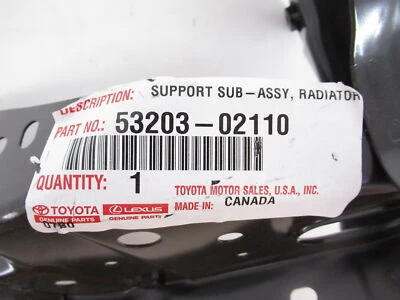 DESCRIPTION: SUPPORT SUB-ASSY, RADIATOR
PART NO.: 53203-02110
QUANTITY: 1 TOYOTA MOTOR SALES, U.S.A., INC.
TOYOTA LEXUS MADE IN: CANADA
GENUINE PARTS GENUINE PARTS